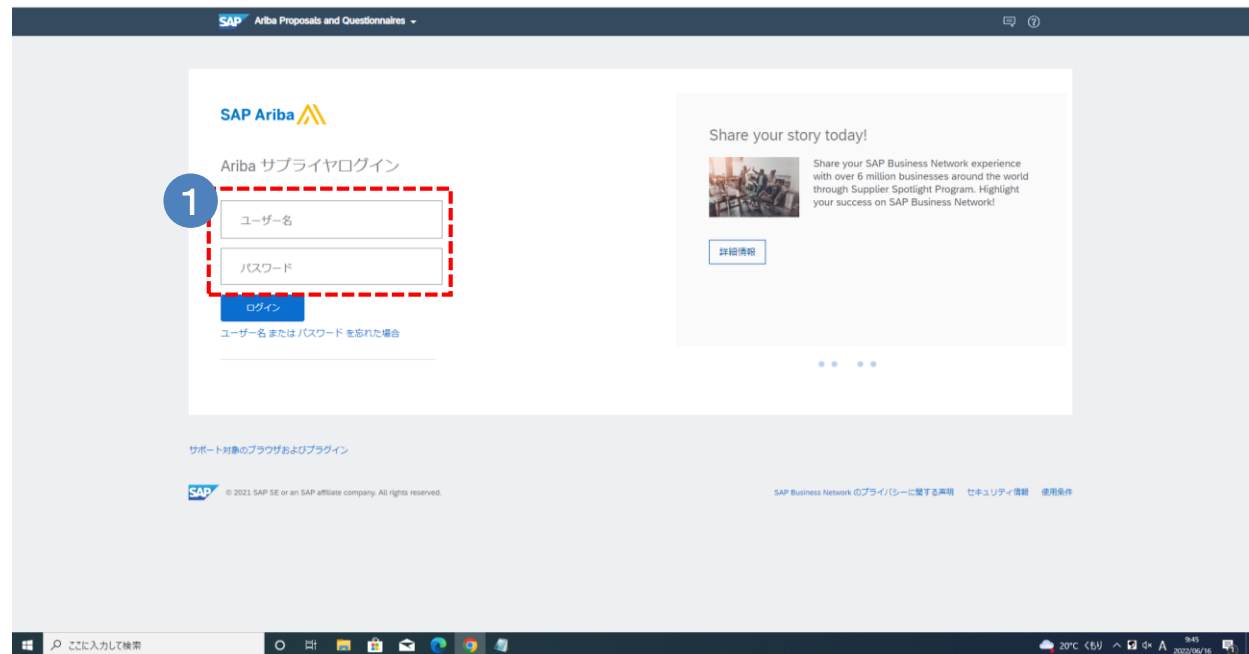 SAP Ariba Proposals and Questionnaires
SAP Ariba
Ariba サプライヤログイン
1
ユーザー名
パスワード
ログイン
ユーザー名 または パスワード を忘れた場合
Share your story today!
Share your SAP Business Network experience
with over 6 million businesses around the world
through Supplier Spotlight Program. Highlight
your success on SAP Business Network!
詳細情報
サポート対象のブラウザおよびプラグイン
SAP © 2021 SAP SE or an SAP affiliate company. All rights reserved.
SAP Business Network のプライバシーに関する声明 セキュリティ情報 使用条件
ここに入力して検索
20°C くもり A
9:45
2022/06/16